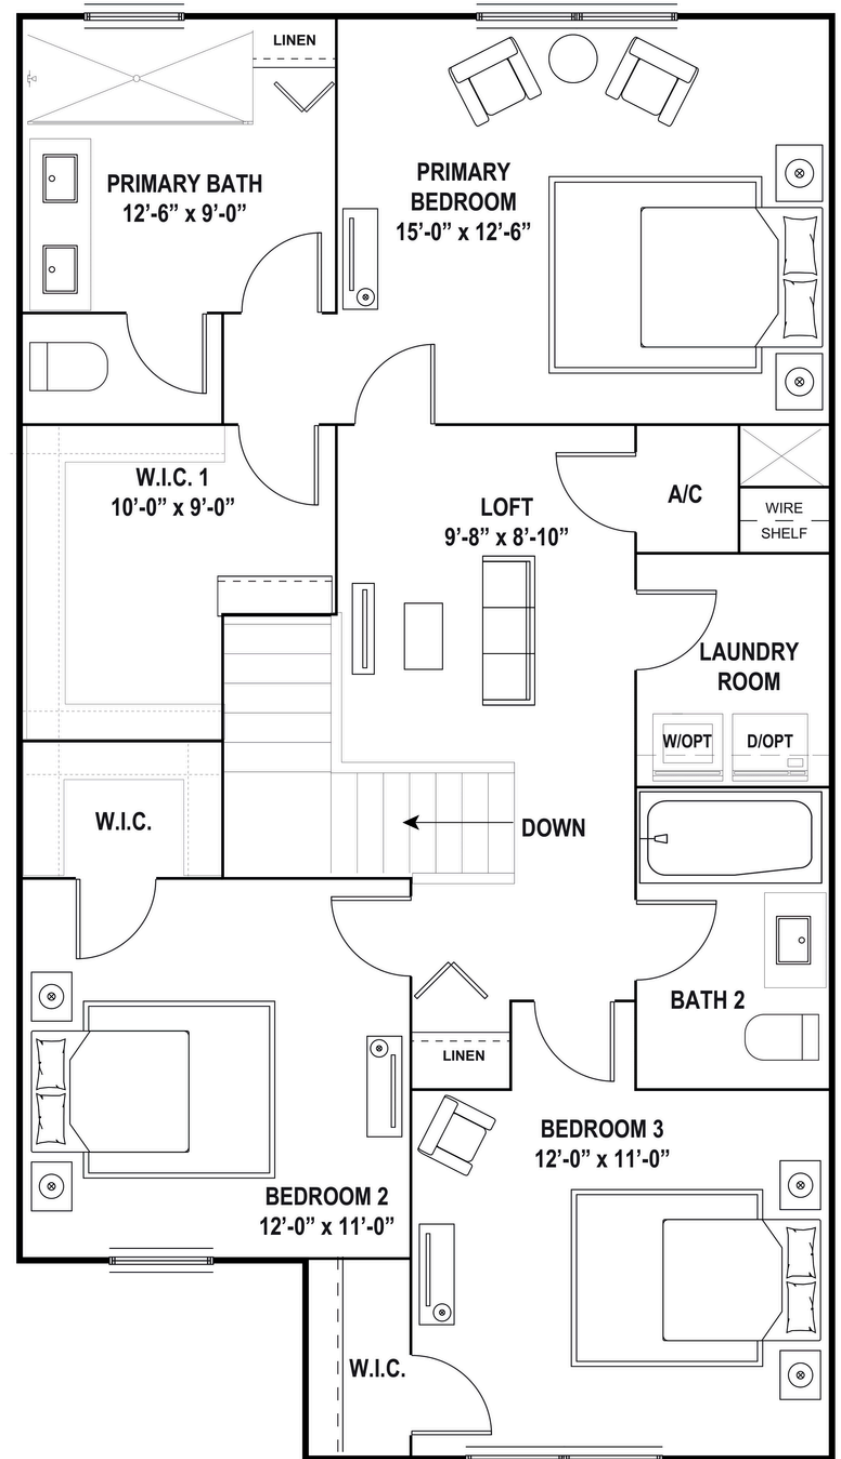 LINEN
PRIMARY BATH
12’-6” x 9’-0”
PRIMARY
BEDROOM
15’-0” x 12’-6”
W.I.C. 1
10’-0” x 9’-0”
LOFT
9’-8” x 8’-10”
A/C
WIRE
SHELF
LAUNDRY
ROOM
W/OPT
D/OPT
W.I.C.
DOWN
BATH 2
LINEN
BEDROOM 2
12’-0” x 11’-0”
BEDROOM 3
12’-0” x 11’-0”
W.I.C.